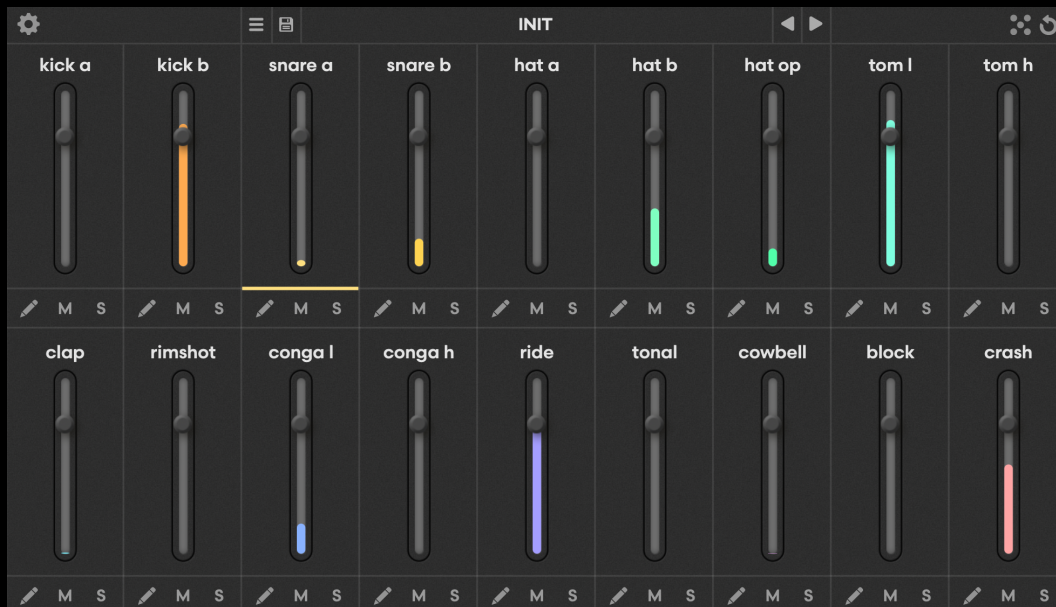 INIT
kick a kick b snare a snare b hat a hat b hat op tom l tom h
M S M S M S M S M S M S M S M S M S
clap rimshot conga l conga h ride tonal cowbell block crash
M S M S M S M S M S M S M S M S M S